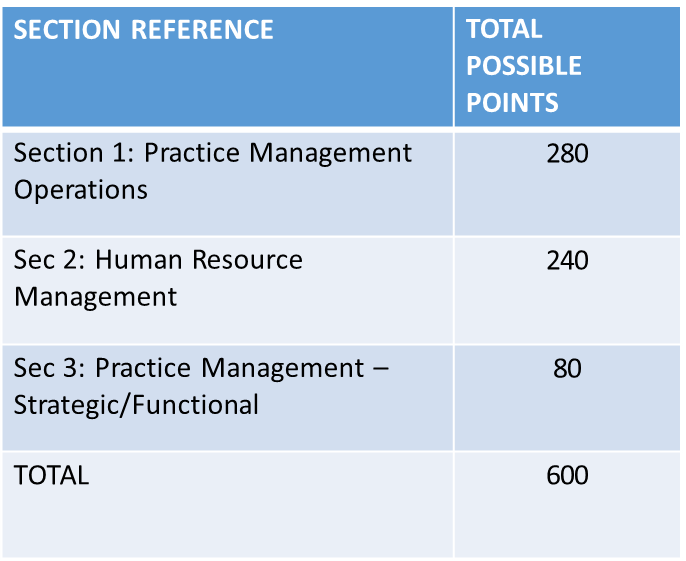 SECTION REFERENCE
TOTAL
POSSIBLE
POINTS
Section 1: Practice Management
Operations
280
Sec 2: Human Resource
Management
240
Sec 3: Practice Management –
Strategic/Functional
80
TOTAL
600